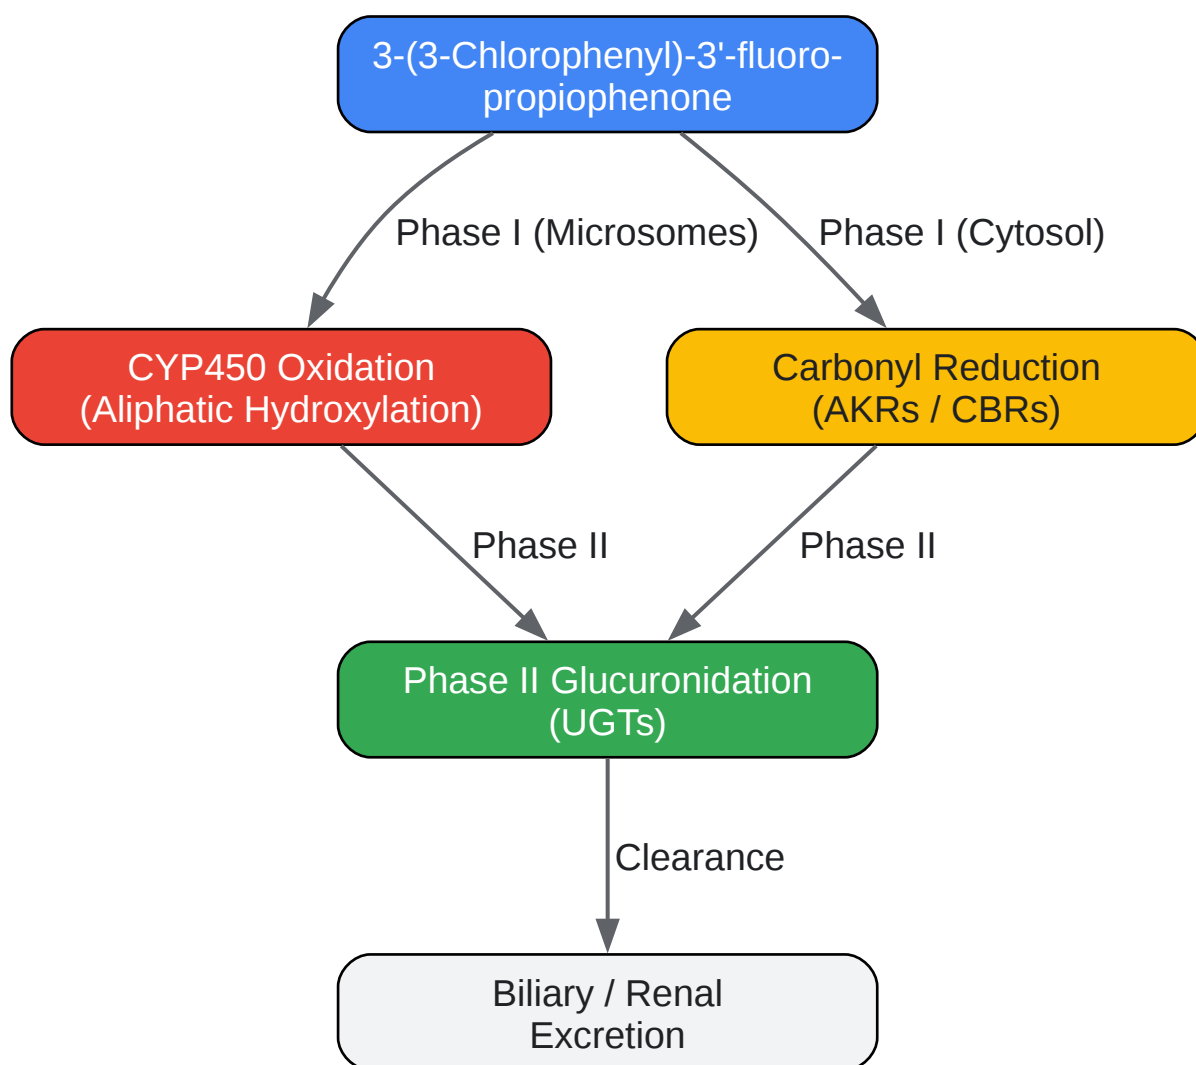 3-(3-Chlorophenyl)-3'-fluoro-
propiophenone
Phase I (Microsomes)
Phase I (Cytosol)
CYP450 Oxidation
(Aliphatic Hydroxylation)
Carbonyl Reduction
(AKRs / CBRs)
Phase II
Phase II
Phase II Glucuronidation
(UGTs)
Clearance
Biliary / Renal
Excretion